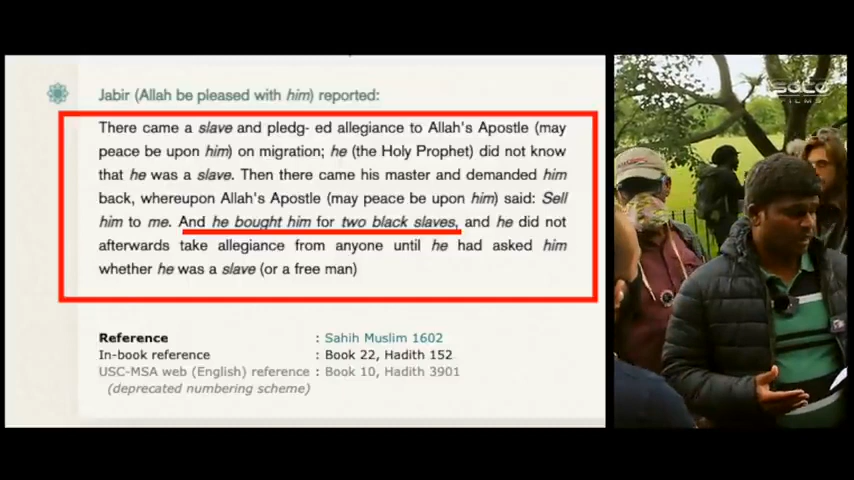 Jabir (Allah be pleased with him) reported:
There came a slave and pledg- ed allegiance to Allah's Apostle (may
peace be upon him) on migration; he (the Holy Prophet) did not know
that he was a slave. Then there came his master and demanded him
back, whereupon Allah's Apostle (may peace be upon him) said: Sell
him to me. And he bought him for two black slaves, and he did not
afterwards take allegiance from anyone until he had asked him
whether he was a slave (or a free man)
Reference : Sahih Muslim 1602
In-book reference : Book 22, Hadith 152
USC-MSA web (English) reference : Book 10, Hadith 3901
(deprecated numbering scheme)
FILMS